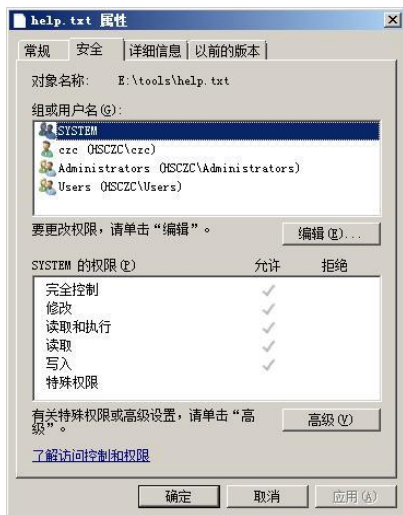 help.txt 属性
常规 安全 详细信息 以前的版本
对象名称: E:\tools\help.txt
组或用户名(G):
SYSTEM
czc (HSCZC\czc)
Administrators (HSCZC\Administrators)
Users (HSCZC\Users)
要更改权限,请单击“编辑”。
编辑(E)...
SYSTEM 的权限(P) 允许 拒绝
完全控制
修改
读取和执行
读取
写入
特殊权限
有关特殊权限或高级设置,请单击“高
级”。
高级(V)
了解访问控制和权限
确定 取消 应用(A)